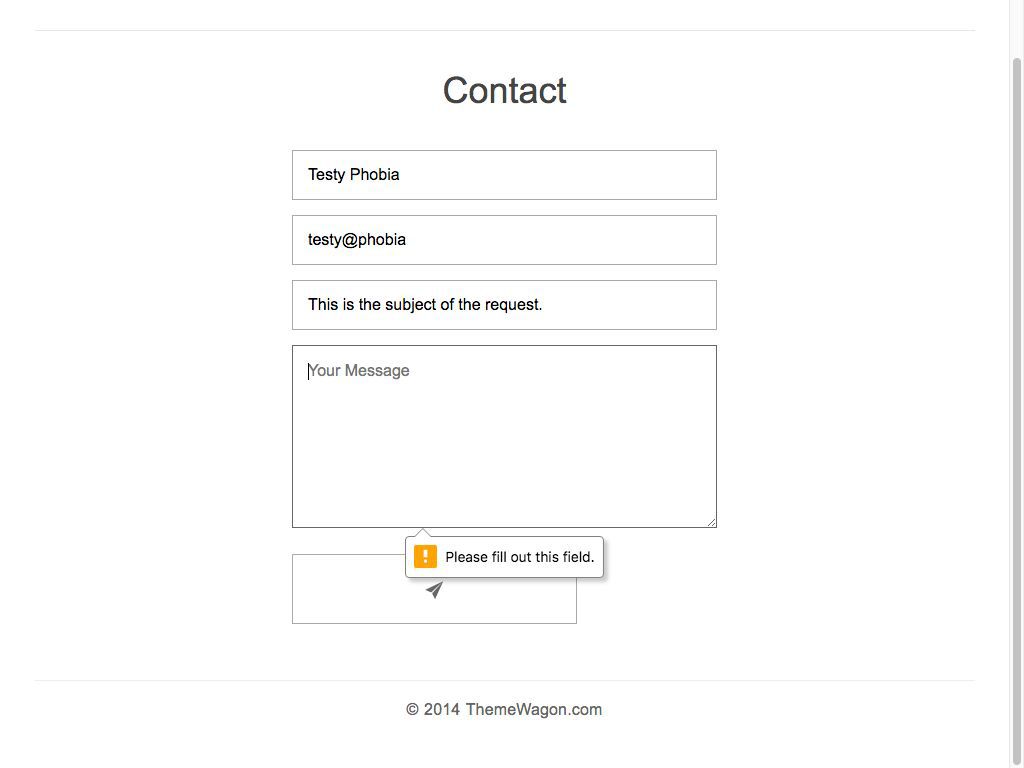 Contact
Testy Phobia
testy@phobia
This is the subject of the request.
Your Message
Please fill out this field.
© 2014 ThemeWagon.com